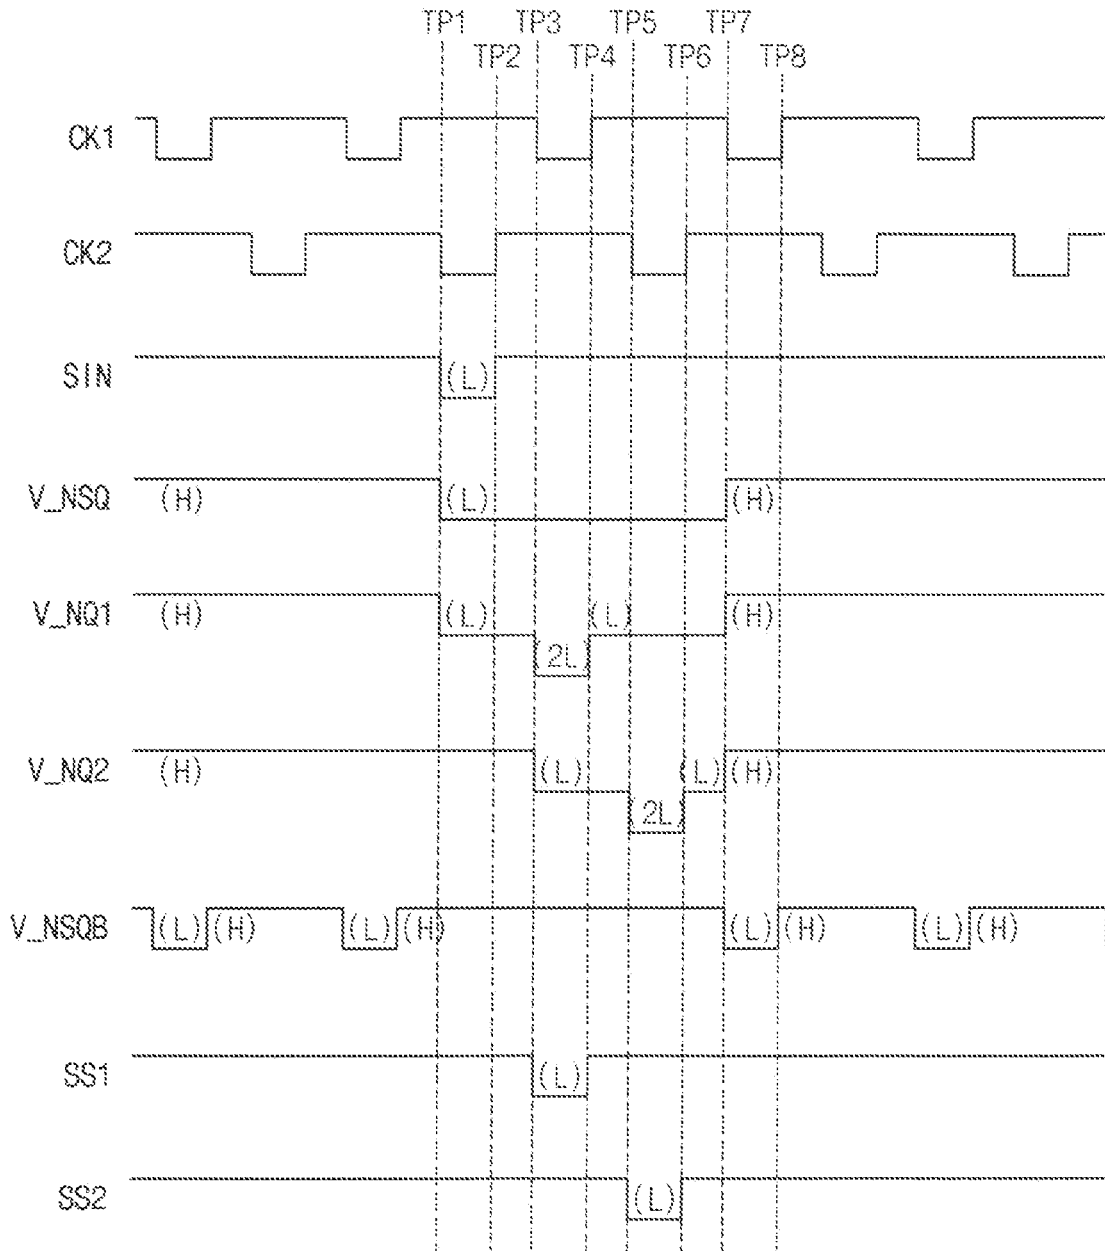 TP1 TP3 TP5 TP7
TP2 TP4 TP6 TP8
CK1
CK2
SIN (L)
V_NSQ (H) (L) (H)
V_NQ1 (H) (L) (2L) (L) (H)
V_NQ2 (H) (L) (2L) (L) (H)
V_NSQB (L) (H) (L) (H) (L) (H) (L) (H)
SS1 (L)
SS2 (L)